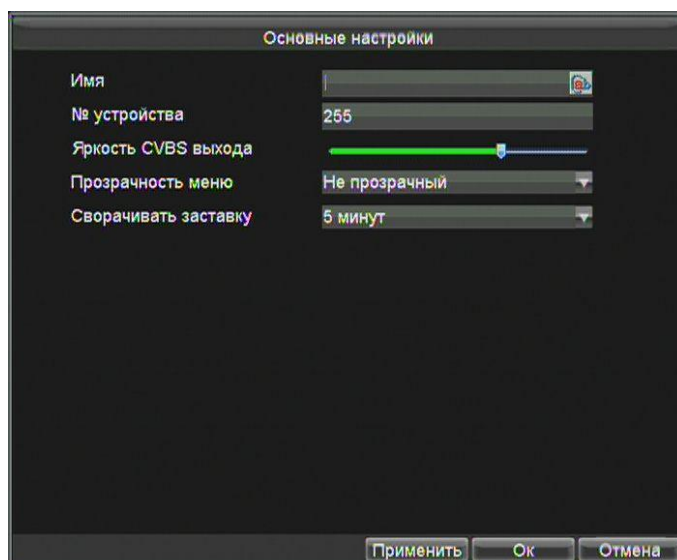 Основные настройки
Имя
№ устройства 255
Яркость CVBS выхода
Прозрачность меню Не прозрачный
Сворачивать заставку 5 минут
Применить Ок Отмена